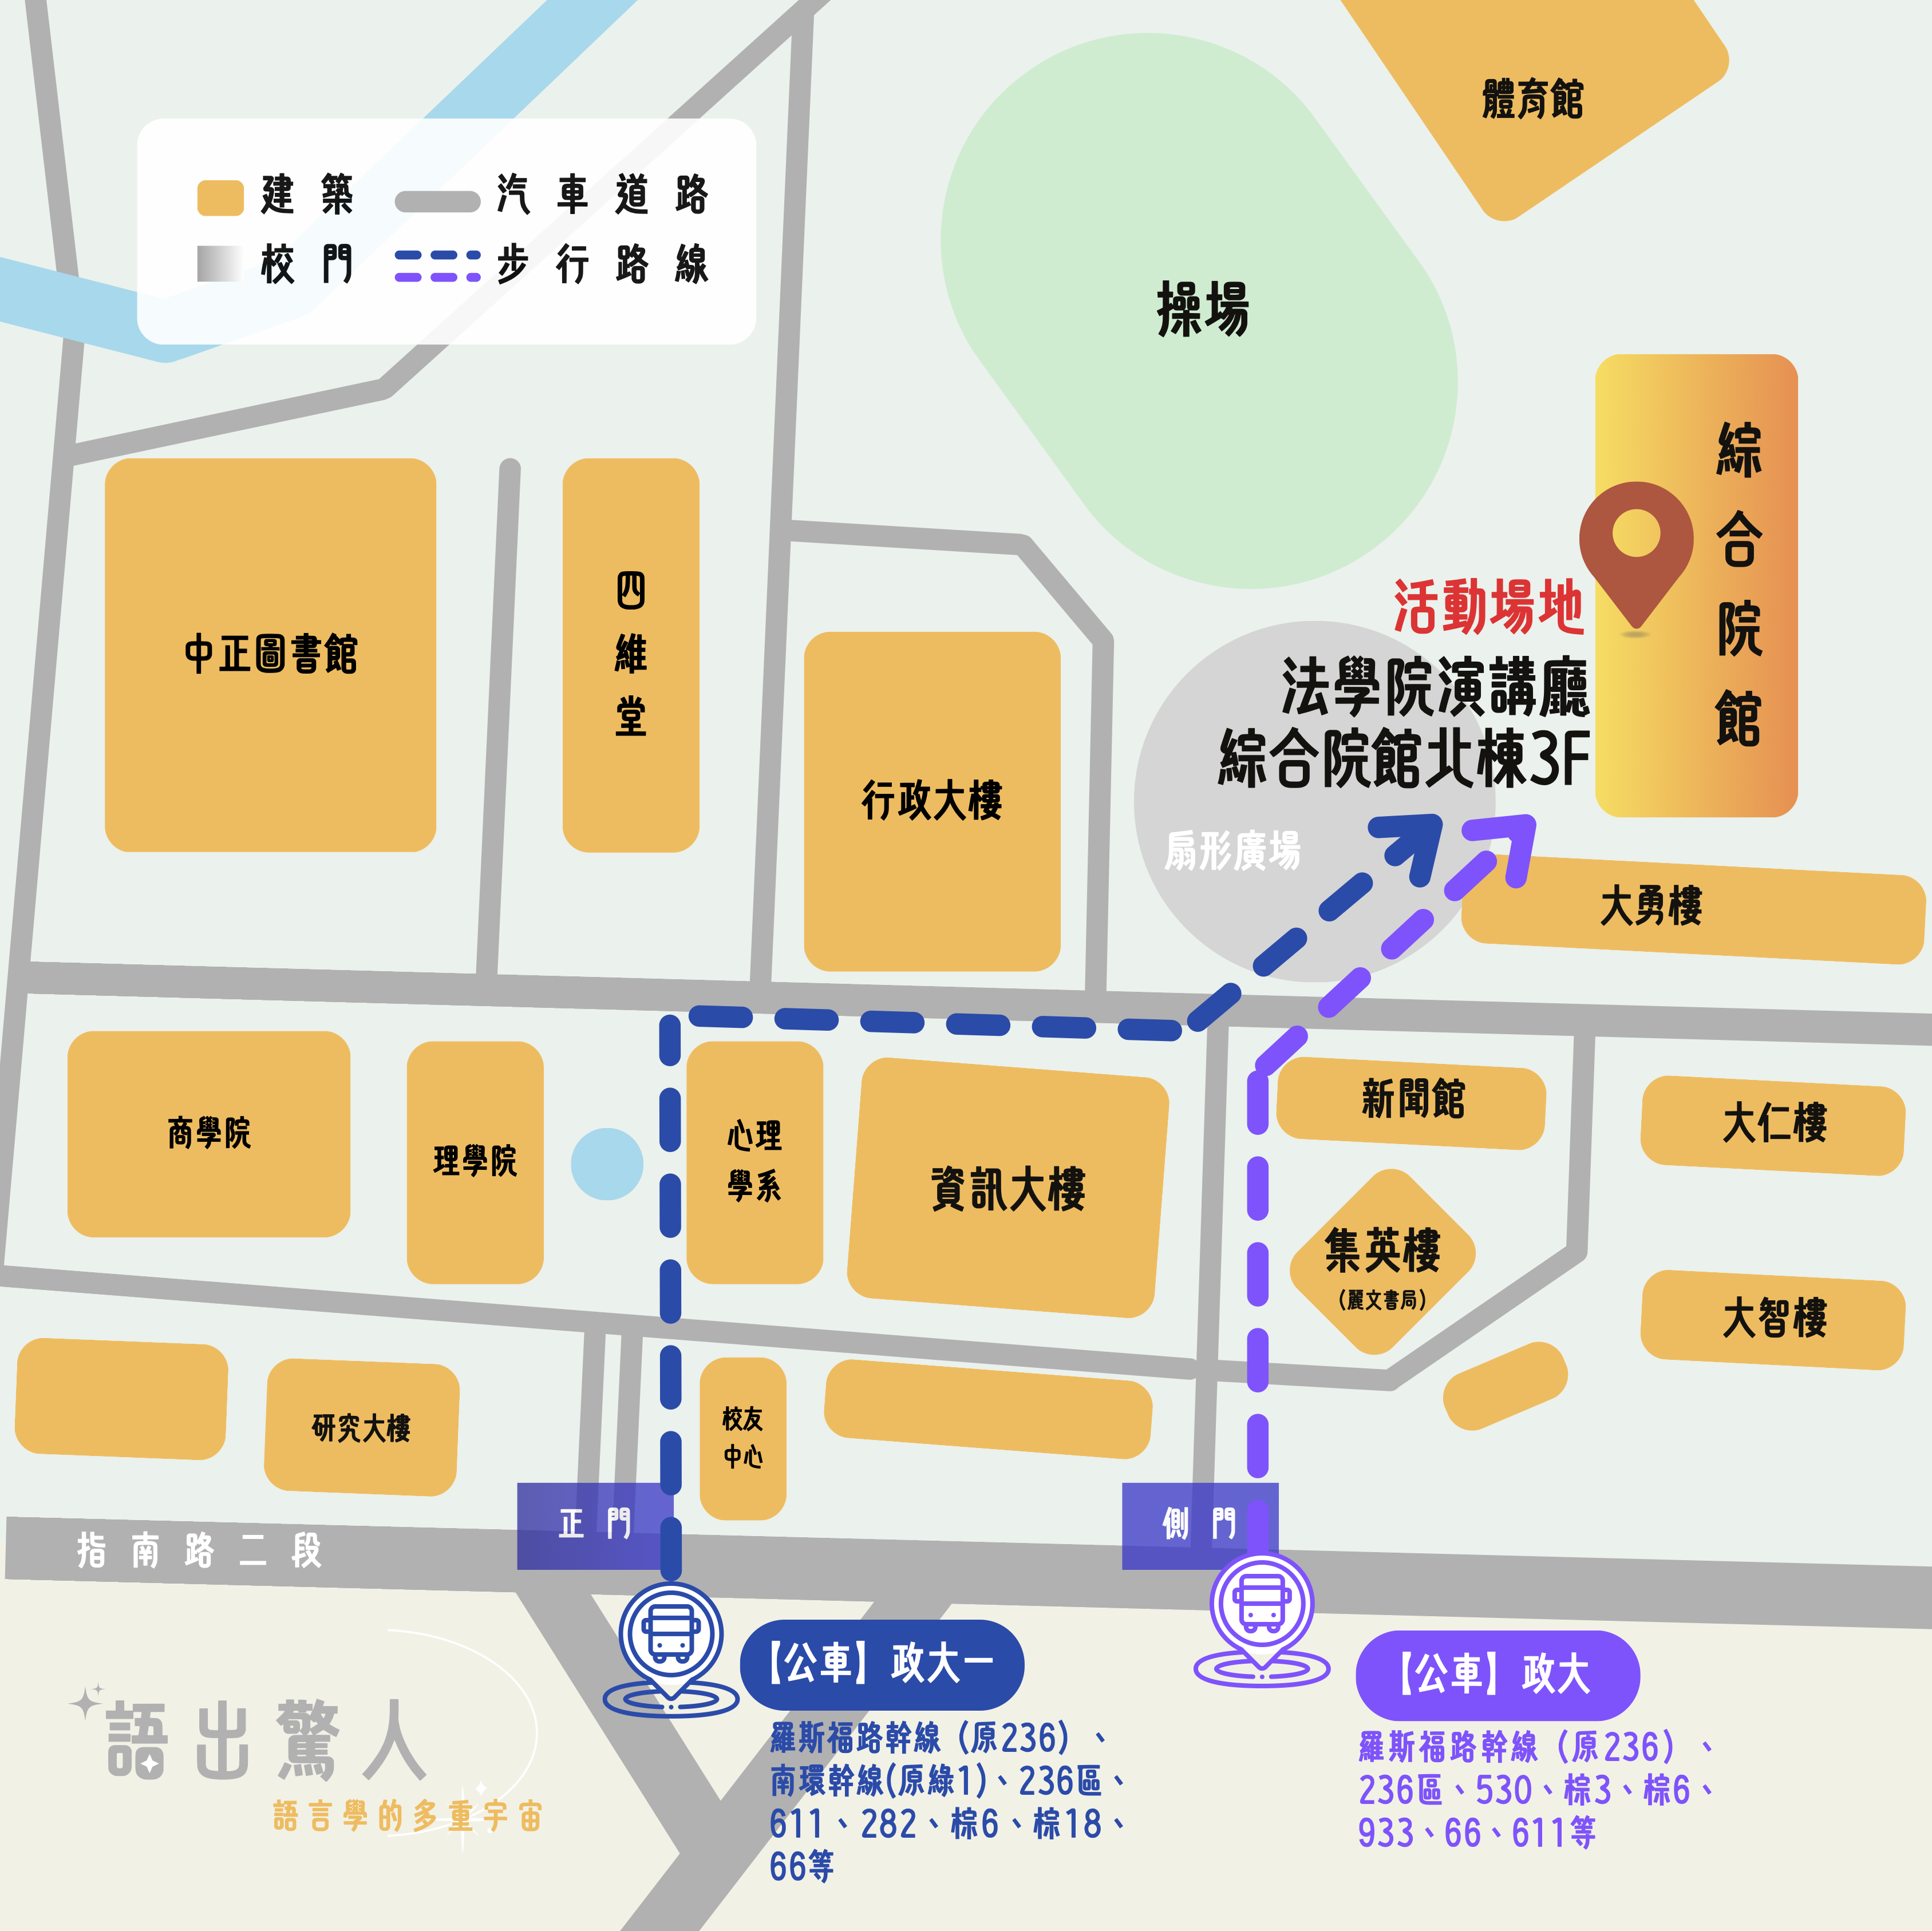 體育館
建築
汽車道路
校門
步行路線
操場
綜合院館
活動場地
法學院演講廳
綜合院館北棟3F
中正圖書館
四維堂
行政大樓
扇形廣場
大勇樓
商學院
理學院
心理
學系
資訊大樓
新聞館
大仁樓
集英樓
(麗文書局)
大智樓
研究大樓
校友
中心
正門
側門
指南路二段
【公車】政大一
羅斯福路幹線(原236)、
南環幹線(原綠1)、236區、
611、282、棕6、棕18、
66等
【公車】政大
羅斯福路幹線(原236)、
236區、530、棕3、棕6、
933、66、611等
語出驚人
語言學的多重宇宙